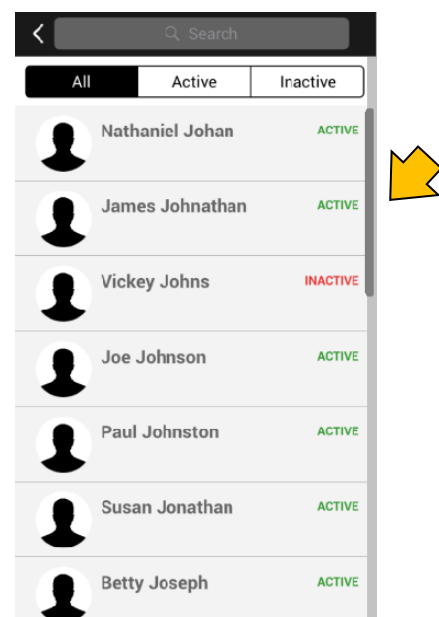 Search
All Active Inactive
Nathaniel Johan ACTIVE
James Johnathan ACTIVE
Vickey Johns INACTIVE
Joe Johnson ACTIVE
Paul Johnston ACTIVE
Susan Jonathan ACTIVE
Betty Joseph ACTIVE